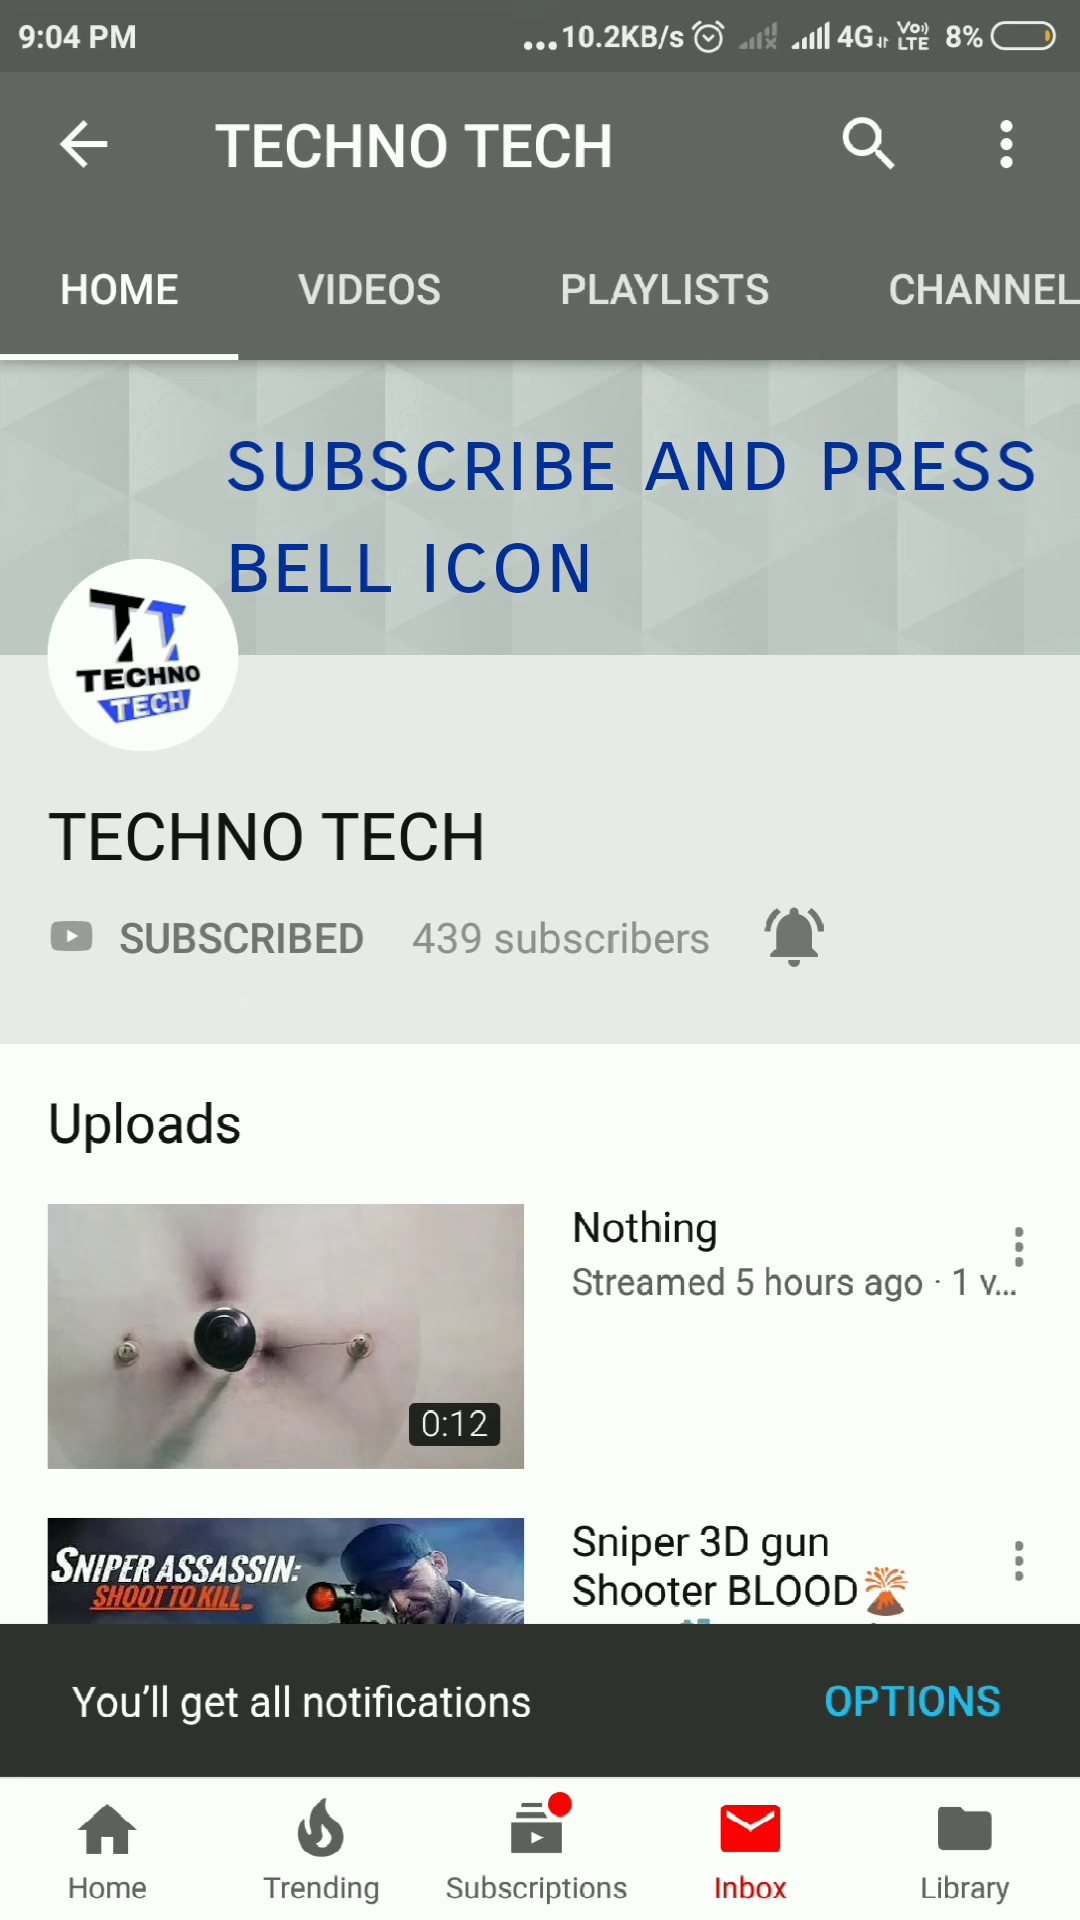 9:04 PM
...10.2KB/s 4G VoLTE 8%
TECHNO TECH
HOME VIDEOS PLAYLISTS CHANNEL
SUBSCRIBE AND PRESS
BELL ICON
TT
TECHNO
TECH
TECHNO TECH
SUBSCRIBED 439 subscribers
Uploads
Nothing
Streamed 5 hours ago · 1 v...
0:12
SNIPER ASSASSIN:
SHOOT TO KILL
Sniper 3D gun
Shooter BLOOD🌋
You’ll get all notifications OPTIONS
Home Trending Subscriptions Inbox Library